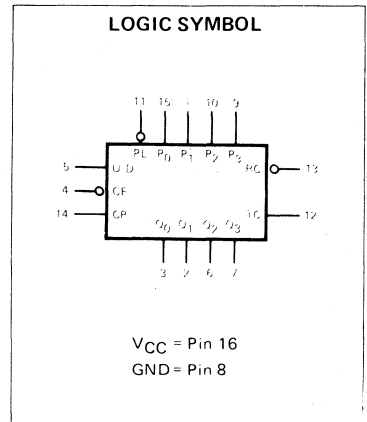 LOGIC SYMBOL
11 15 1 10 9
PL P0 P1 P2 P3
5 U/D RC 13
4 CE
14 CP TC 12
Q0 Q1 Q2 Q3
3 2 6 7
VCC = Pin 16
GND = Pin 8